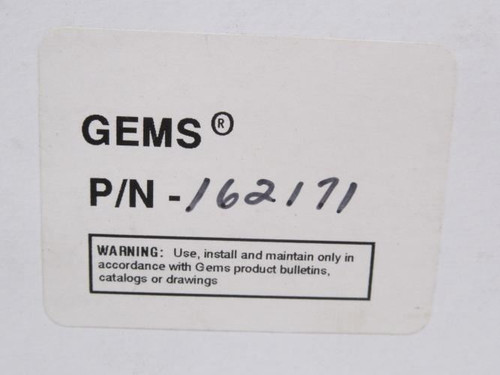 GEMS®
P/N - 162171
WARNING: Use, install and maintain only in
accordance with Gems product bulletins,
catalogs or drawings